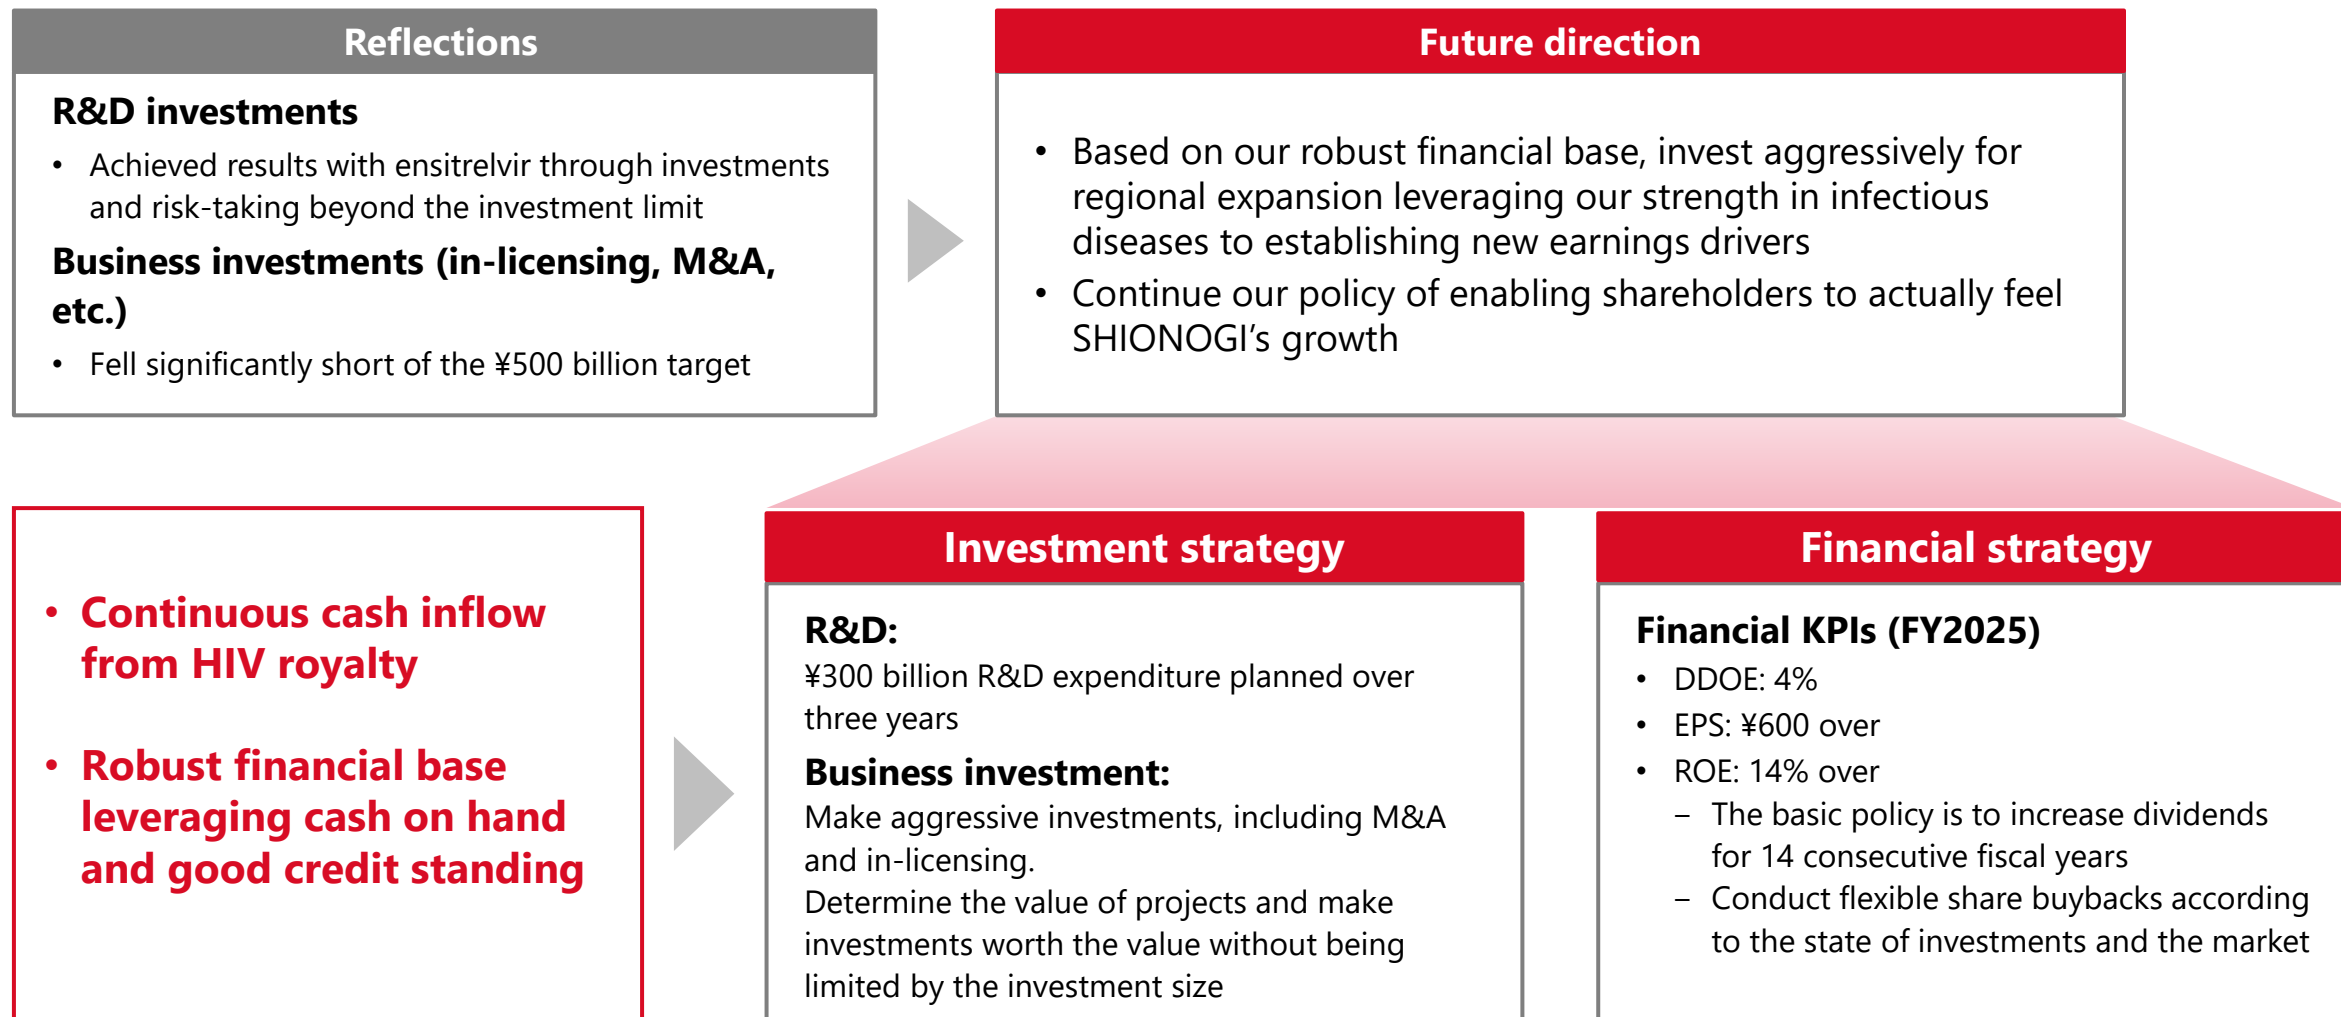 Reflections
R&D investments
• Achieved results with ensitrelvir through investments
and risk-taking beyond the investment limit
Business investments (in-licensing, M&A,
etc.)
• Fell significantly short of the ¥500 billion target
Future direction
• Based on our robust financial base, invest aggressively for
regional expansion leveraging our strength in infectious
diseases to establishing new earnings drivers
• Continue our policy of enabling shareholders to actually feel
SHIONOGI’s growth
• Continuous cash inflow
from HIV royalty
• Robust financial base
leveraging cash on hand
and good credit standing
Investment strategy
R&D:
¥300 billion R&D expenditure planned over
three years
Business investment:
Make aggressive investments, including M&A
and in-licensing.
Determine the value of projects and make
investments worth the value without being
limited by the investment size
Financial strategy
Financial KPIs (FY2025)
• DDOE: 4%
• EPS: ¥600 over
• ROE: 14% over
– The basic policy is to increase dividends
for 14 consecutive fiscal years
– Conduct flexible share buybacks according
to the state of investments and the market